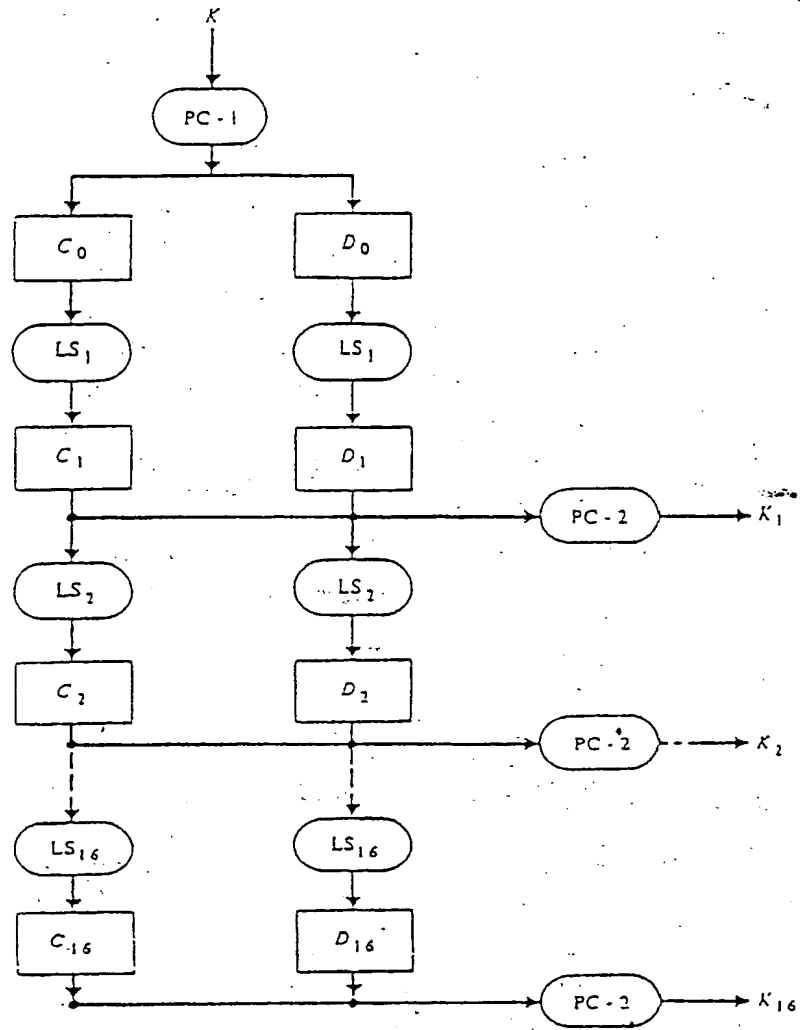 K
PC - 1
C0 D0
LS1 LS1
C1 D1
PC - 2 K1
LS2 LS2
C2 D2
PC - 2 K2
LS16 LS16
C16 D16
PC - 2 K16